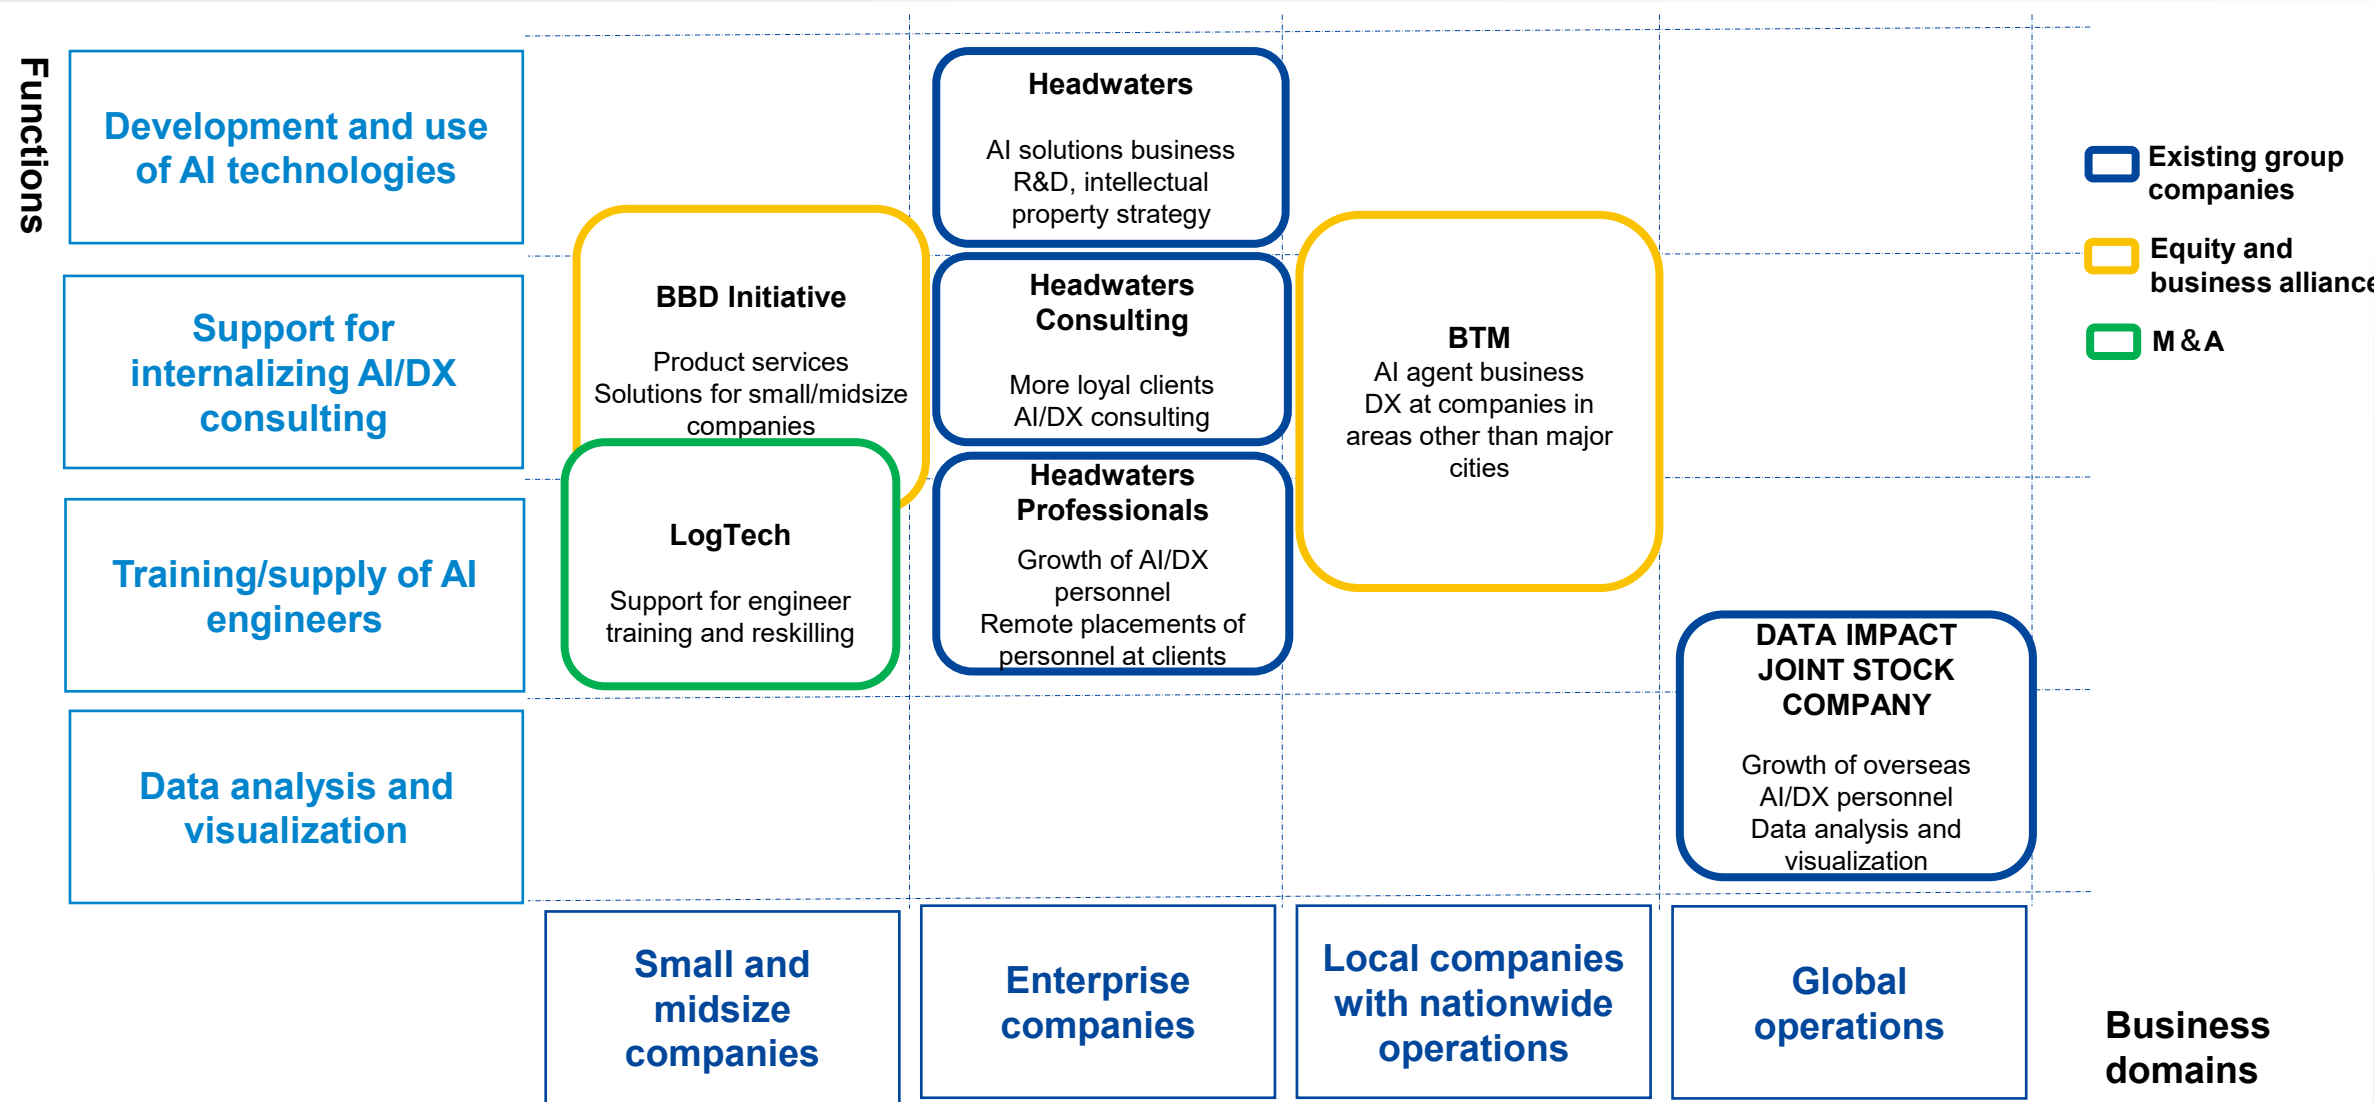 Functions
Development and use
of AI technologies
Support for
internalizing AI/DX
consulting
Training/supply of AI
engineers
Data analysis and
visualization
BBD Initiative
Product services
Solutions for small/midsize
companies
LogTech
Support for engineer
training and reskilling
Headwaters
AI solutions business
R&D, intellectual
property strategy
Headwaters
Consulting
More loyal clients
AI/DX consulting
Headwaters
Professionals
Growth of AI/DX
personnel
Remote placements of
personnel at clients
BTM
AI agent business
DX at companies in
areas other than major
cities
DATA IMPACT
JOINT STOCK
COMPANY
Growth of overseas
AI/DX personnel
Data analysis and
visualization
Existing group
companies
Equity and
business alliance
M&A
Small and
midsize
companies
Enterprise
companies
Local companies
with nationwide
operations
Global
operations
Business
domains